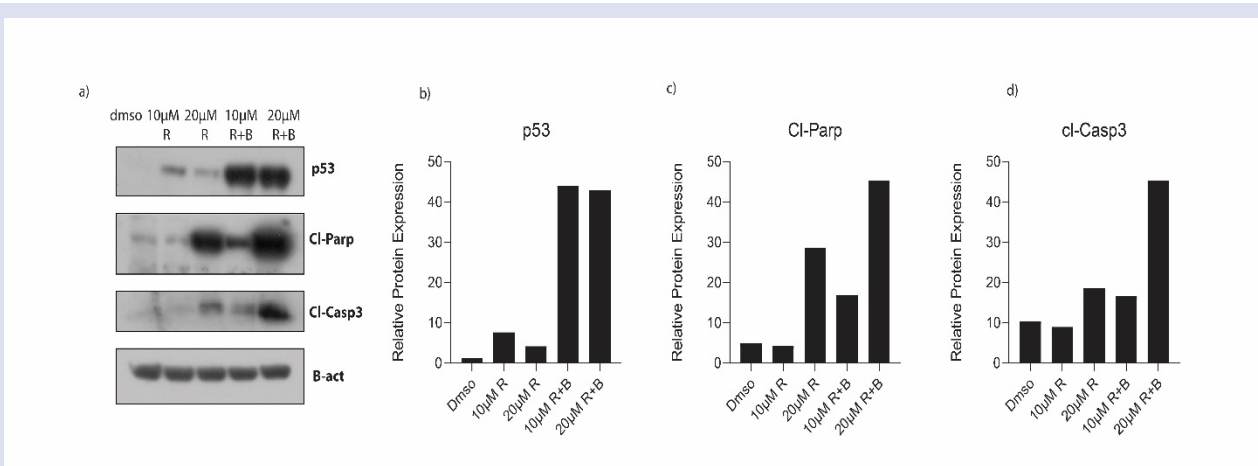 a)
dmso 10µM 20µM 10µM 20µM
R R R+B R+B
p53
Cl-Parp
Cl-Casp3
B-act
b)
p53
Relative Protein Expression
50
40
30
20
10
0
Dmso
10µM R
20µM R
10µM R+B
20µM R+B
c)
Cl-Parp
Relative Protein Expression
50
40
30
20
10
0
Dmso
10µM R
20µM R
10µM R+B
20µM R+B
d)
cl-Casp3
Relative Protein Expression
50
40
30
20
10
0
Dmso
10µM R
20µM R
10µM R+B
20µM R+B